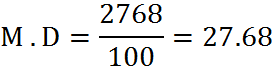 M . D = 2768/100 = 27.68